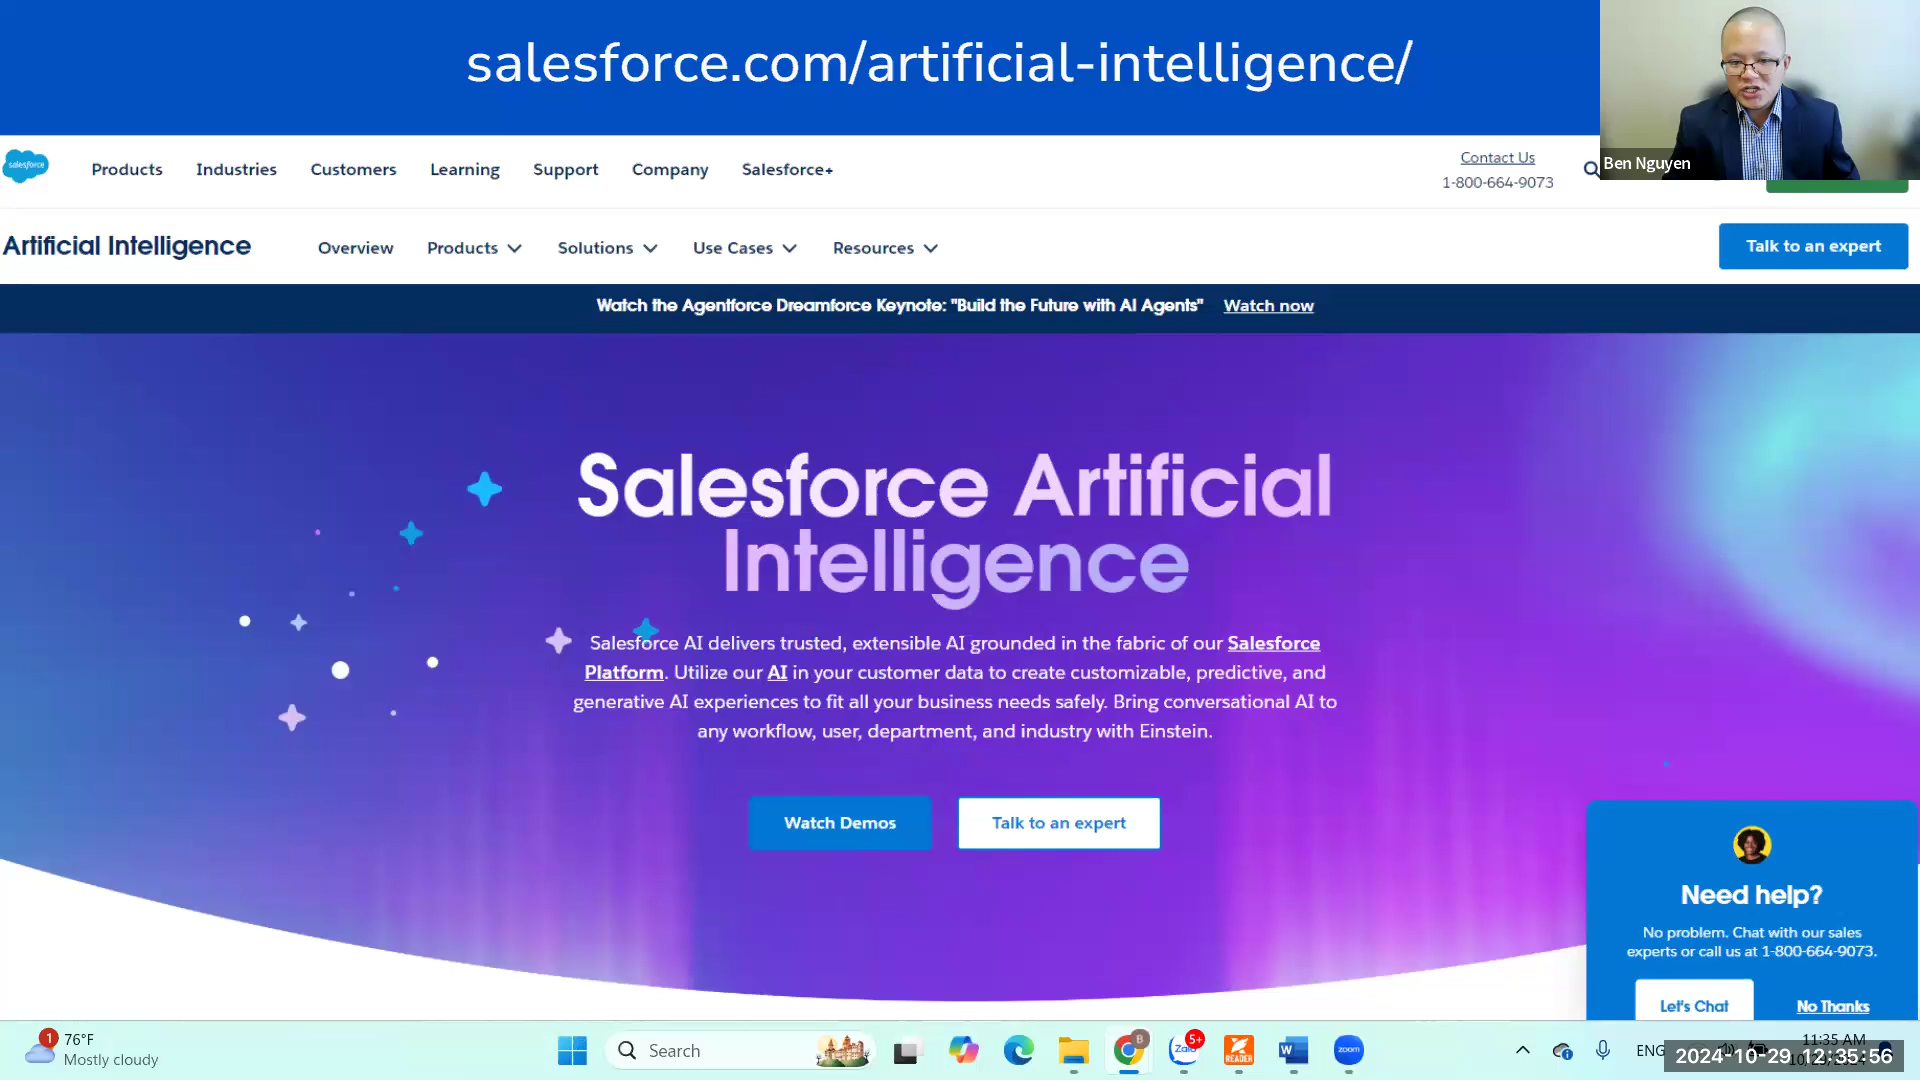 salesforce.com/artificial-intelligence/
Ben Nguyen
salesforce
Products
Industries
Customers
Learning
Support
Company
Salesforce+
Contact Us
1-800-664-9073
Artificial Intelligence
Overview
Products
Solutions
Use Cases
Resources
Talk to an expert
Watch the Agentforce Dreamforce Keynote: "Build the Future with AI Agents" Watch now
Salesforce Artificial
Intelligence
Salesforce AI delivers trusted, extensible AI grounded in the fabric of our Salesforce
Platform. Utilize our AI in your customer data to create customizable, predictive, and
generative AI experiences to fit all your business needs safely. Bring conversational AI to
any workflow, user, department, and industry with Einstein.
Watch Demos
Talk to an expert
Need help?
No problem. Chat with our sales
experts or call us at 1-800-664-9073.
Let's Chat
No Thanks
1
76°F
Mostly cloudy
Search
B
Zalo
5+
READER
W
zoom
ENG
11:35 AM
2024-10-29 12:35:56